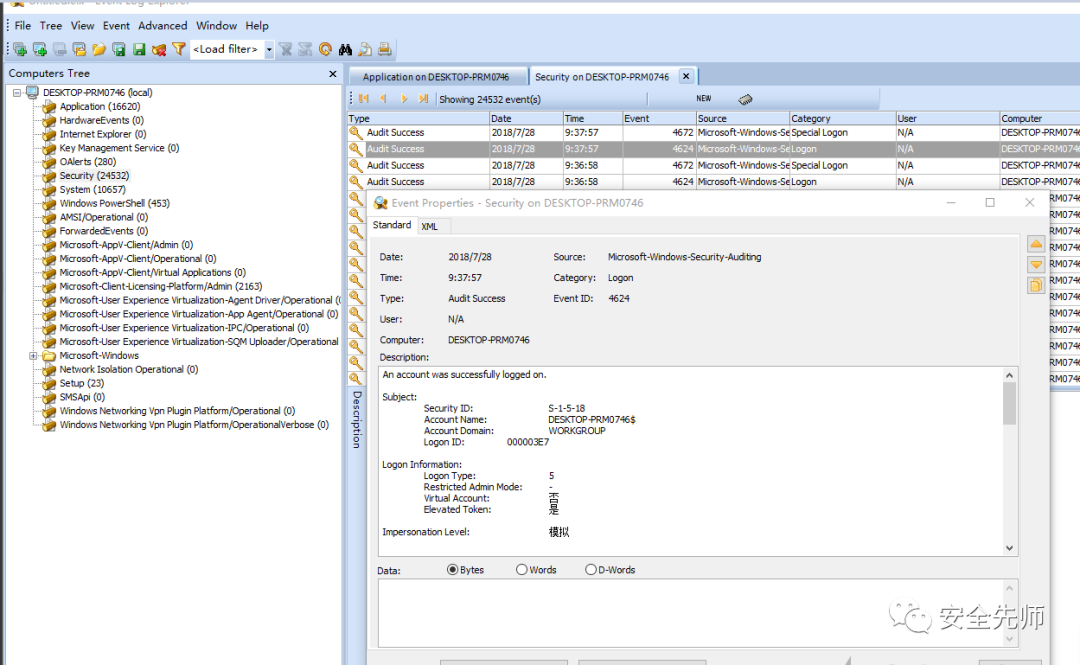 File Tree View Event Advanced Window Help
<Load filter>
Computers Tree
Application on DESKTOP-PRM0746 Security on DESKTOP-PRM0746
DESKTOP-PRM0746 (local)
Application (16620)
HardwareEvents (0)
Internet Explorer (0)
Key Management Service (0)
OAlerts (280)
Security (24532)
System (10657)
Windows PowerShell (453)
AMSI/Operational (0)
ForwardedEvents (0)
Microsoft-AppV-Client/Admin (0)
Microsoft-AppV-Client/Operational (0)
Microsoft-AppV-Client/Virtual Applications (0)
Microsoft-Client-Licensing-Platform/Admin (2163)
Microsoft-User Experience Virtualization-Agent Driver/Operational (
Microsoft-User Experience Virtualization-App Agent/Operational (0)
Microsoft-User Experience Virtualization-IPC/Operational (0)
Microsoft-User Experience Virtualization-SQM Uploader/Operational
Microsoft-Windows
Network Isolation Operational (0)
Setup (23)
SMSApi (0)
Windows Networking Vpn Plugin Platform/Operational (0)
Windows Networking Vpn Plugin Platform/OperationalVerbose (0)
Showing 24532 event(s) NEW
Type Date Time Event Source Category User Computer
Audit Success 2018/7/28 9:37:57 4672 Microsoft-Windows-Se Special Logon N/A DESKTOP-PRM0746
Audit Success 2018/7/28 9:37:57 4624 Microsoft-Windows-Se Logon N/A DESKTOP-PRM0746
Audit Success 2018/7/28 9:36:58 4672 Microsoft-Windows-Se Special Logon N/A DESKTOP-PRM0746
Audit Success 2018/7/28 9:36:58 4624 Microsoft-Windows-Se Logon N/A DESKTOP-PRM0746
Event Properties - Security on DESKTOP-PRM0746
Standard XML
Date: 2018/7/28 Source: Microsoft-Windows-Security-Auditing
Time: 9:37:57 Category: Logon
Type: Audit Success Event ID: 4624
User: N/A
Computer: DESKTOP-PRM0746
Description:
An account was successfully logged on.
Subject:
Security ID: S-1-5-18
Account Name: DESKTOP-PRM0746$
Account Domain: WORKGROUP
Logon ID: 000003E7
Logon Information:
Logon Type: 5
Restricted Admin Mode: -
Virtual Account: 否
Elevated Token: 是
Impersonation Level: 模拟
Data: Bytes Words D-Words
Description
安全先师